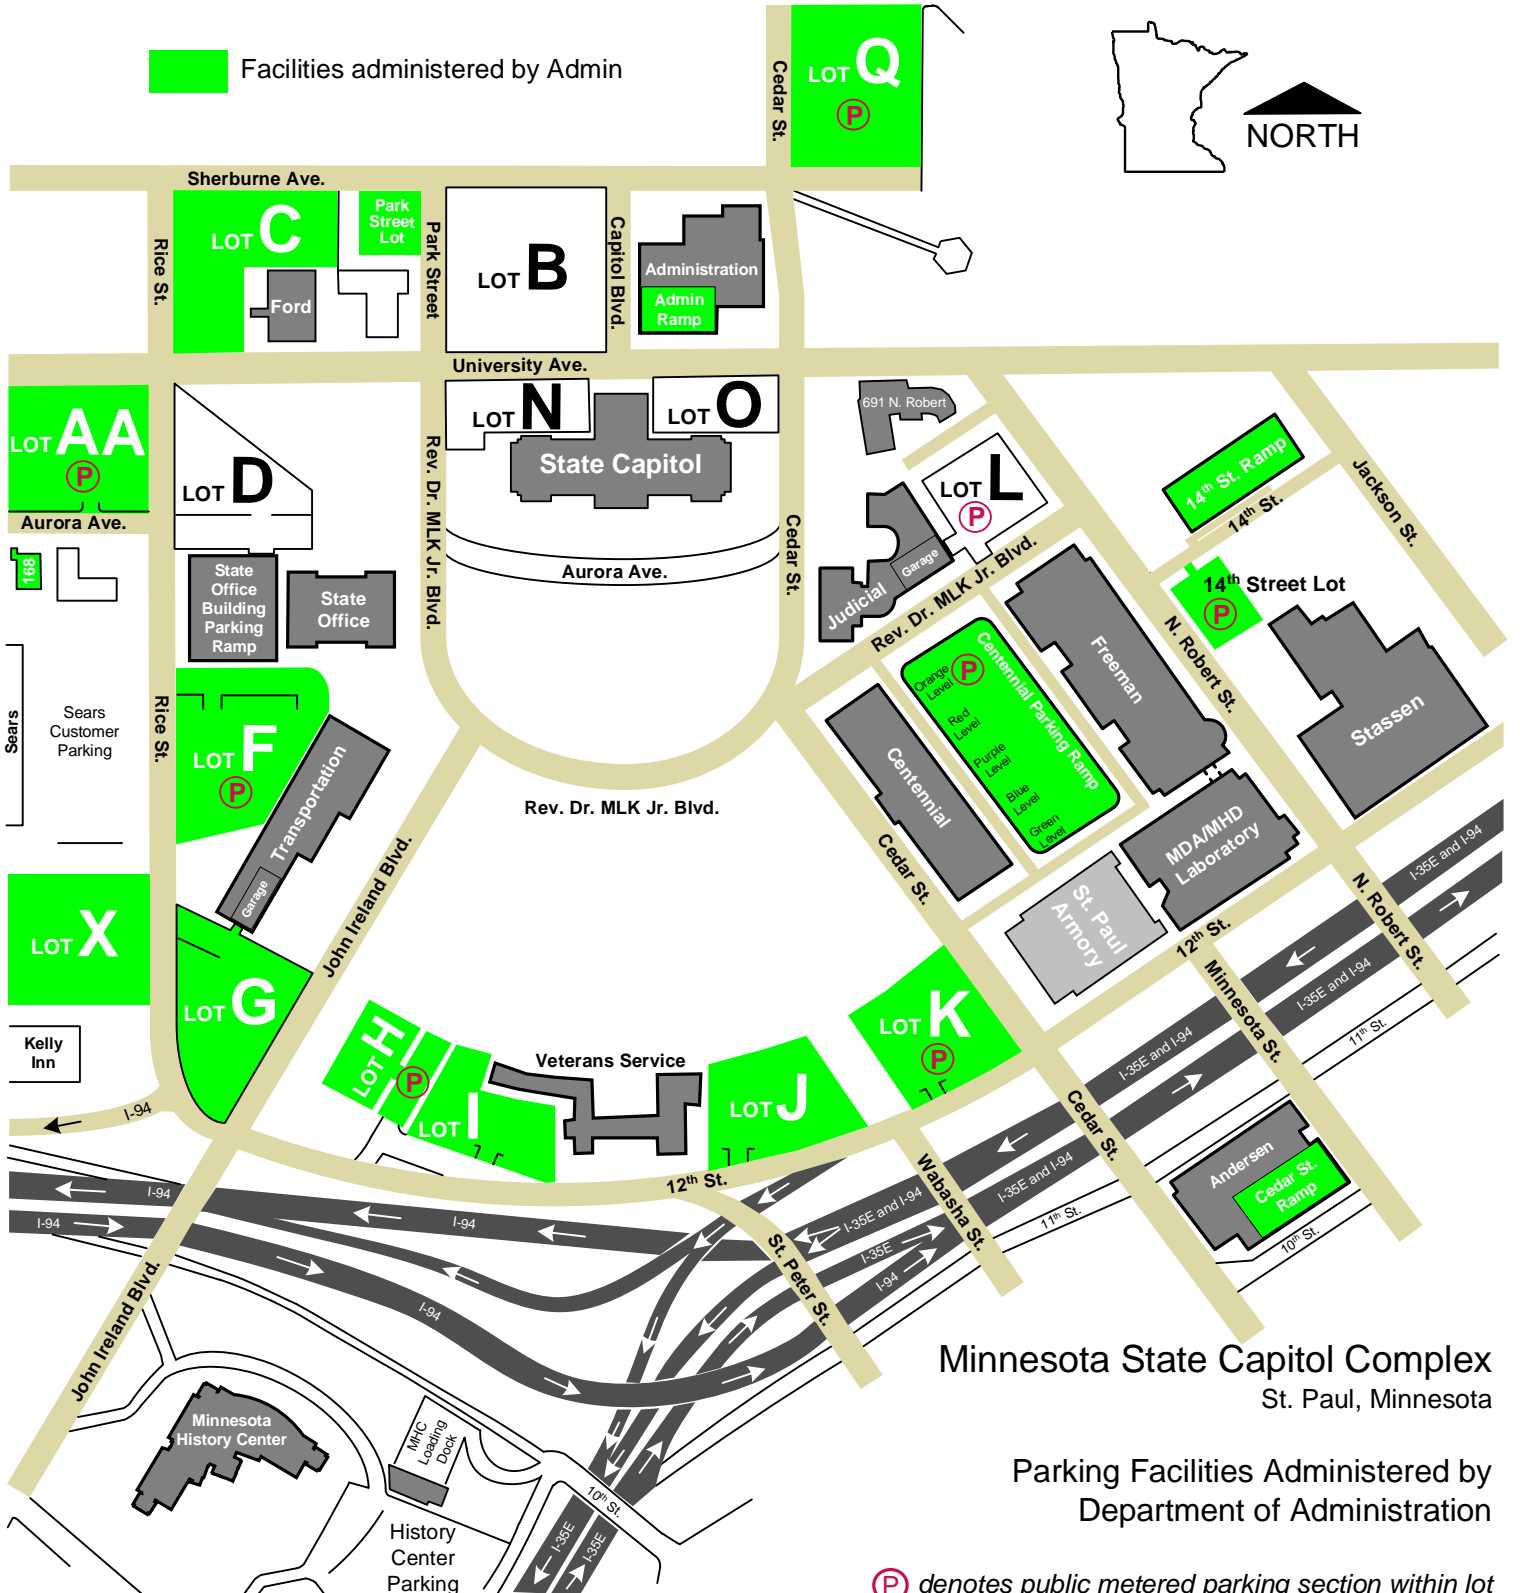 Facilities administered by Admin
LOT Q
P
Cedar St.
NORTH
Sherburne Ave.
LOT C
Park
Street
Lot
Park Street
Rice St.
Ford
LOT B
Capitol Blvd.
Administration
Admin
Ramp
University Ave.
LOT AA
P
Aurora Ave.
168
LOT D
LOT N
LOT O
State Capitol
Aurora Ave.
Rev. Dr. MLK Jr. Blvd.
Cedar St.
691 N. Robert
LOT L
P
Judicial
Garage
Rev. Dr. MLK Jr. Blvd.
14th St. Ramp
14th St.
Jackson St.
14th Street Lot
P
N. Robert St.
State
Office
Building
Parking
Ramp
State
Office
Sears
Sears
Customer
Parking
Rice St.
LOT F
P
Transportation
Garage
Rev. Dr. MLK Jr. Blvd.
John Ireland Blvd.
Centennial
Cedar St.
Centennial Parking Ramp
P
Orange
Level
Red
Level
Purple
Level
Blue
Level
Green
Level
Freeman
Stassen
MDA/MHD
Laboratory
St. Paul
Armory
12th St.
N. Robert St.
I-35E and I-94
I-35E and I-94
Minnesota St.
11th St.
LOT X
LOT G
Kelly
Inn
I-94
LOT H
P
LOT I
Veterans Service
LOT J
LOT K
P
I-35E and I-94
Cedar St.
Andersen
Cedar St.
Ramp
10th St.
11th St.
12th St.
Wabasha St.
I-35E and I-94
I-35E and I-94
I-35E
I-94
St. Peter St.
I-94
I-94
I-94
I-94
John Ireland Blvd.
Minnesota
History Center
MHC
Loading
Dock
10th St.
I-35E
I-35E
History
Center
Parking
Minnesota State Capitol Complex
St. Paul, Minnesota
Parking Facilities Administered by
Department of Administration
P denotes public metered parking section within lot